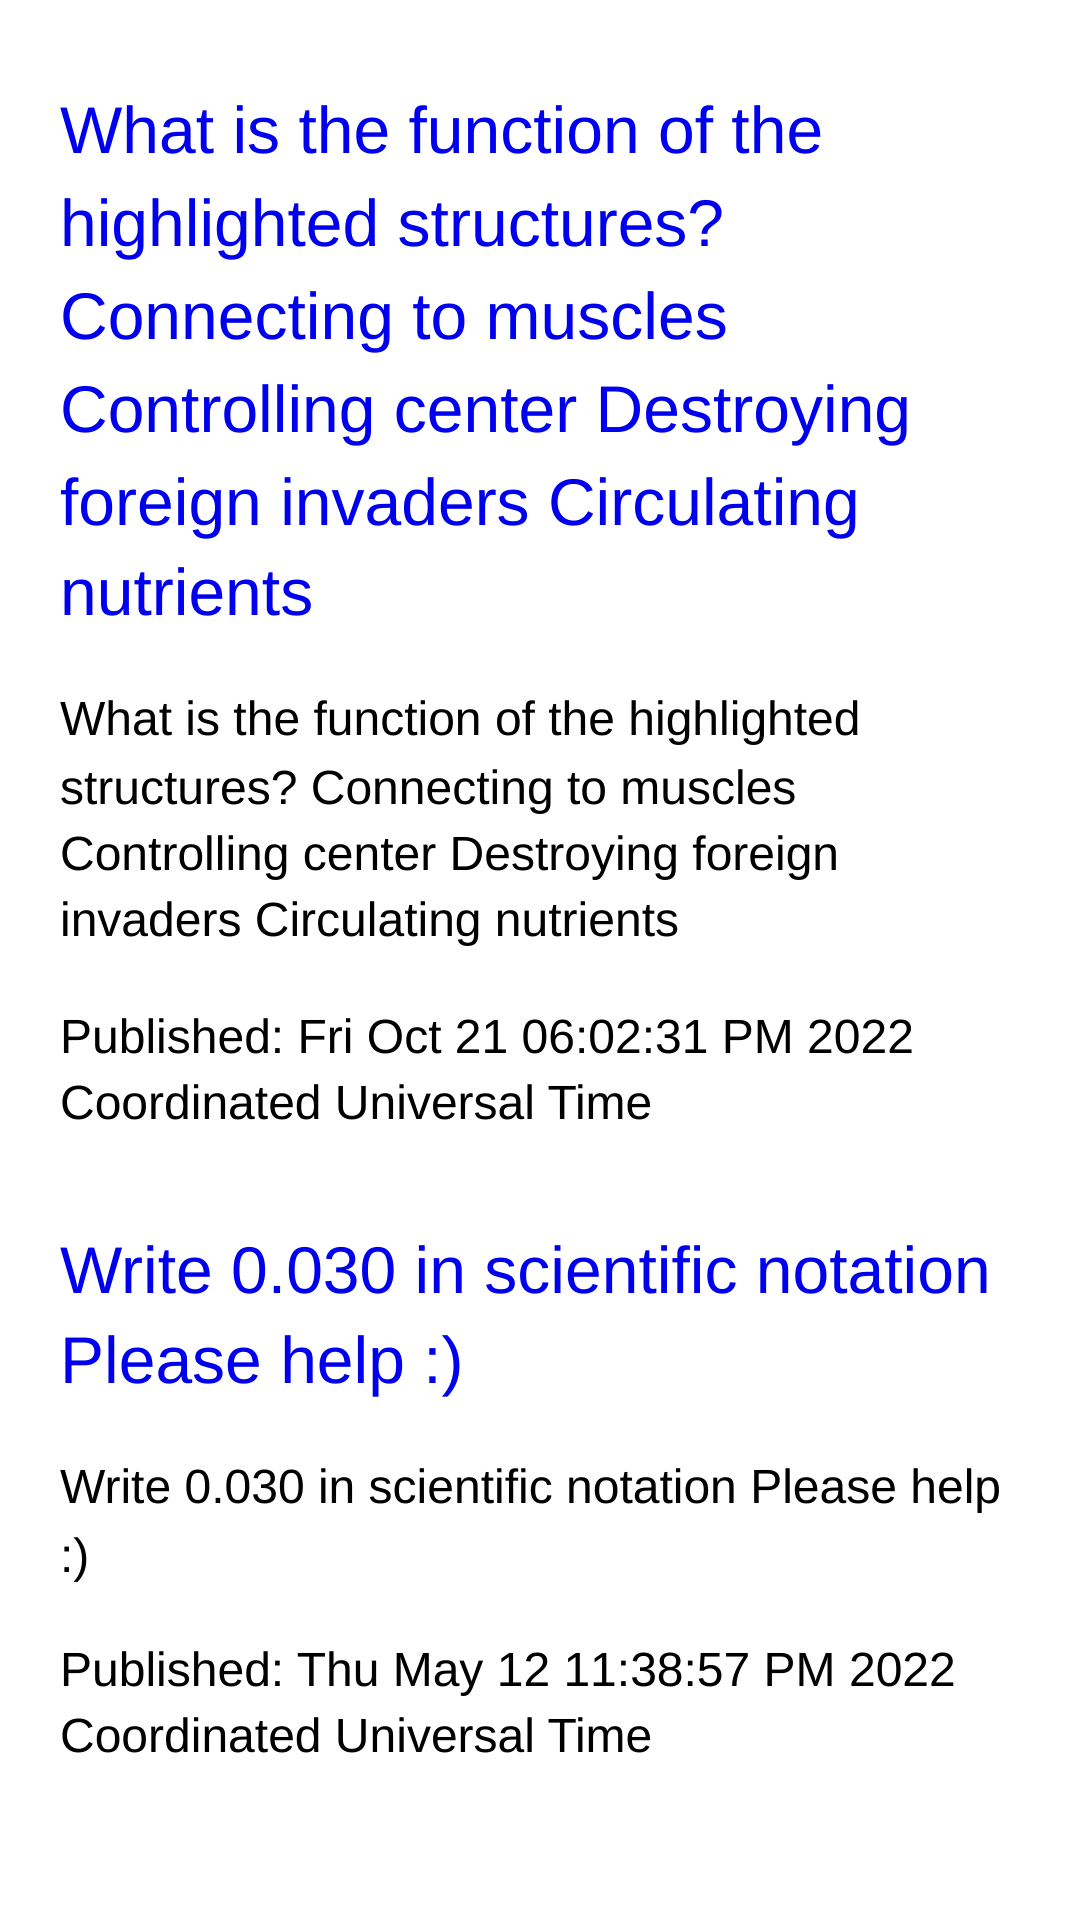 What is the function of the
highlighted structures?
Connecting to muscles
Controlling center Destroying
foreign invaders Circulating
nutrients
What is the function of the highlighted
structures? Connecting to muscles
Controlling center Destroying foreign
invaders Circulating nutrients
Published: Fri Oct 21 06:02:31 PM 2022
Coordinated Universal Time
Write 0.030 in scientific notation
Please help :)
Write 0.030 in scientific notation Please help
:)
Published: Thu May 12 11:38:57 PM 2022
Coordinated Universal Time